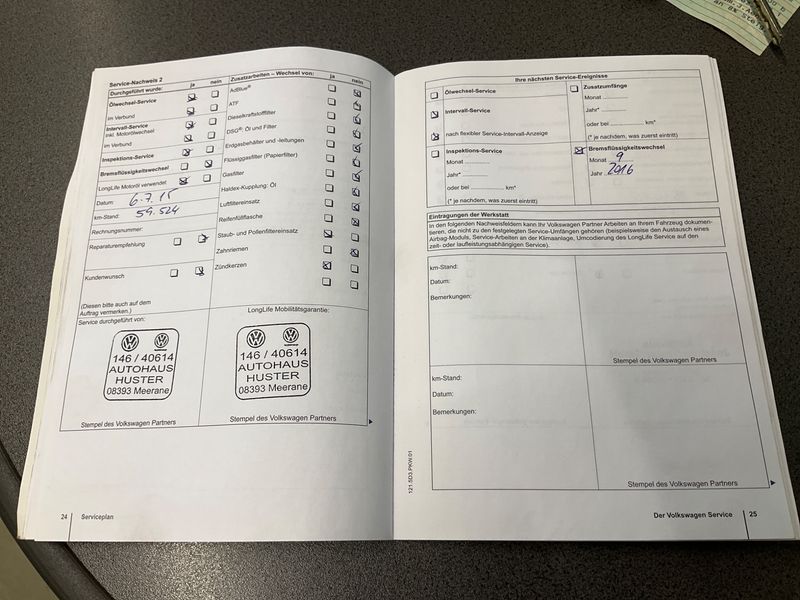 Service-Nachweis 2
Durchgeführt wurde:
ja
nein
Ölwechsel-Service
im Verbund
Intervall-Service
inkl. Motorölwechsel
im Verbund
Inspektions-Service
Bremsflüssigkeitswechsel
LongLife Motoröl verwendet
Datum: 6.7.15
km-Stand: 59.524
Rechnungsnummer:
Reparaturempfehlung
Kundenwunsch
(Diesen bitte auch auf dem
Auftrag vermerken.)
Zusatzarbeiten – Wechsel von:
ja
nein
AdBlue®
ATF
Dieselkraftstofffilter
DSG®: Öl und Filter
Erdgasbehälter und -leitungen
Flüssiggasfilter (Papierfilter)
Gasfilter
Haldex-Kupplung: Öl
Luftfiltereinsatz
Reifenfüllflasche
Staub- und Pollenfiltereinsatz
Zahnriemen
Zündkerzen
Service durchgeführt von:
146 / 40614
AUTOHAUS
HUSTER
08393 Meerane
Stempel des Volkswagen Partners
LongLife Mobilitätsgarantie:
146 / 40614
AUTOHAUS
HUSTER
08393 Meerane
Stempel des Volkswagen Partners
24
Serviceplan
Ihre nächsten Service-Ereignisse
Ölwechsel-Service
Intervall-Service
nach flexibler Service-Intervall-Anzeige
Inspektions-Service
Monat ..........
Jahr* ..........
oder bei .......... km*
(* je nachdem, was zuerst eintritt)
Zusatzumfänge
Monat ..........
Jahr* ..........
oder bei .......... km*
(* je nachdem, was zuerst eintritt)
Bremsflüssigkeitswechsel
Monat 9
Jahr 2016
Eintragungen der Werkstatt
In den folgenden Nachweisfeldern kann Ihr Volkswagen Partner Arbeiten an Ihrem Fahrzeug dokumen-
tieren, die nicht zu den festgelegten Service-Umfängen gehören (beispielsweise den Austausch eines
Airbag-Moduls, Service-Arbeiten an der Klimaanlage, Umcodierung des LongLife Service auf den
zeit- oder laufleistungsabhängigen Service).
km-Stand:
Datum:
Bemerkungen:
Stempel des Volkswagen Partners
km-Stand:
Datum:
Bemerkungen:
Stempel des Volkswagen Partners
121.5D3.PKW.01
Der Volkswagen Service
25